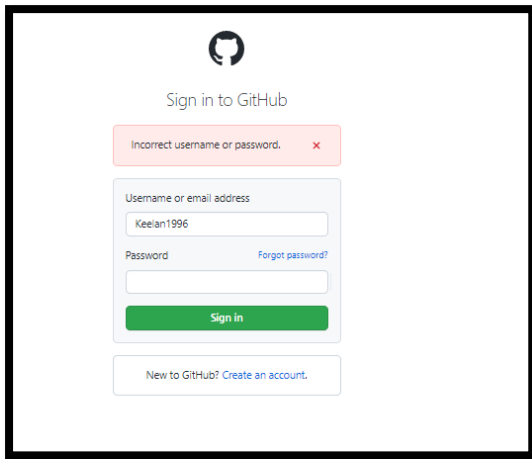 Sign in to GitHub
Incorrect username or password. ×
Username or email address
Keelan1996
Password Forgot password?
Sign in
New to GitHub? Create an account.